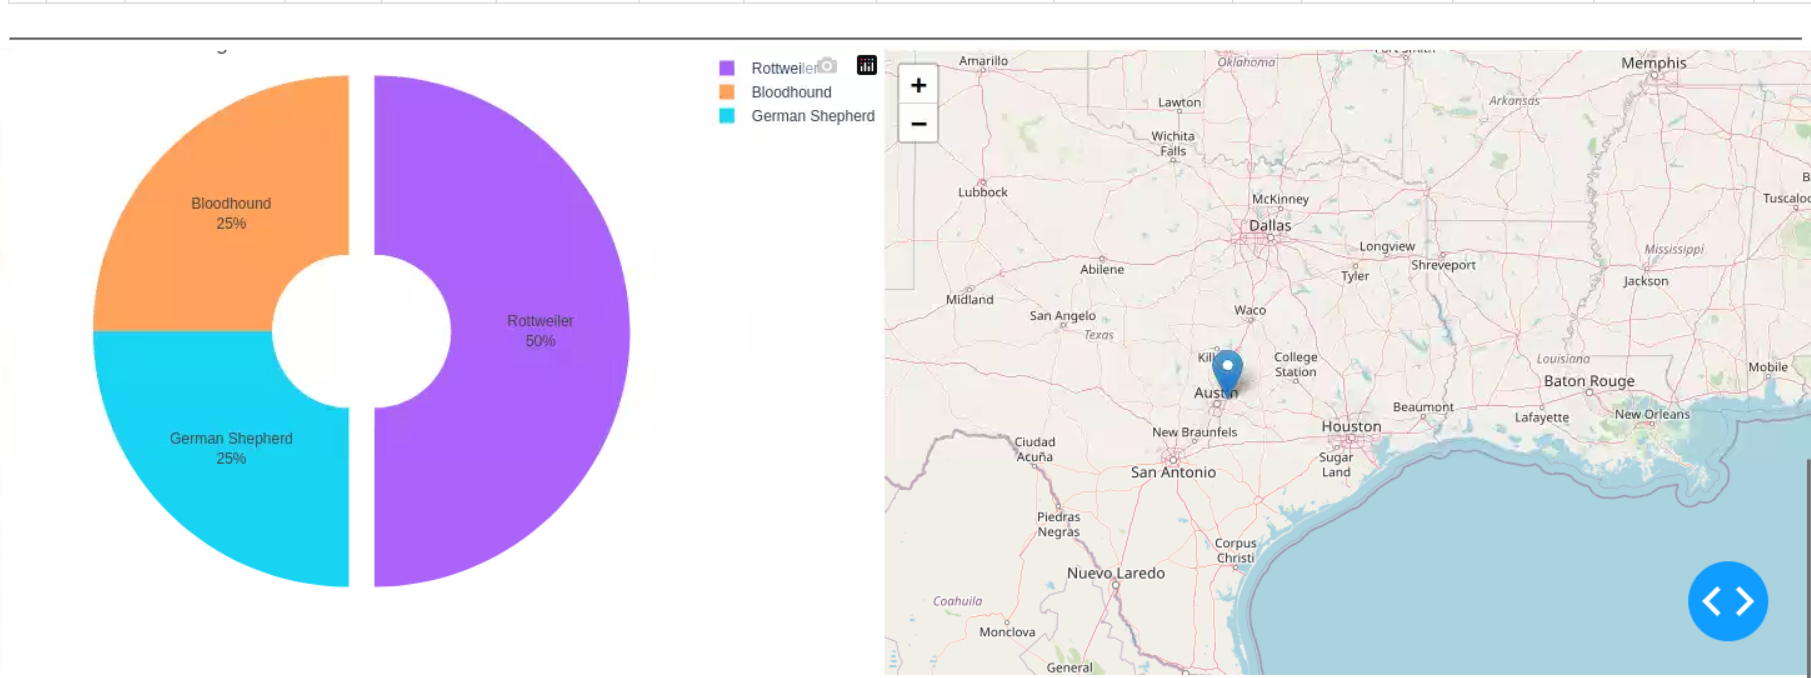 Rottweiler
Bloodhound
German Shepherd
Bloodhound
25%
Rottweiler
50%
German Shepherd
25%
+
−
Amarillo
Oklahoma
Fort Smith
Memphis
Lawton
Arkansas
Wichita
Falls
Lubbock
McKinney
Dallas
Longview
Tyler
Shreveport
Abilene
Midland
San Angelo
Texas
Waco
Mississippi
Jackson
Tuscaloo
B
Kill
College
Station
Austin
Louisiana
Baton Rouge
Mobile
Beaumont
Lafayette
New Orleans
Houston
New Braunfels
Sugar
Land
San Antonio
Ciudad
Acuña
Piedras
Negras
Corpus
Christi
Nuevo Laredo
Coahuila
Monclova
General
< >